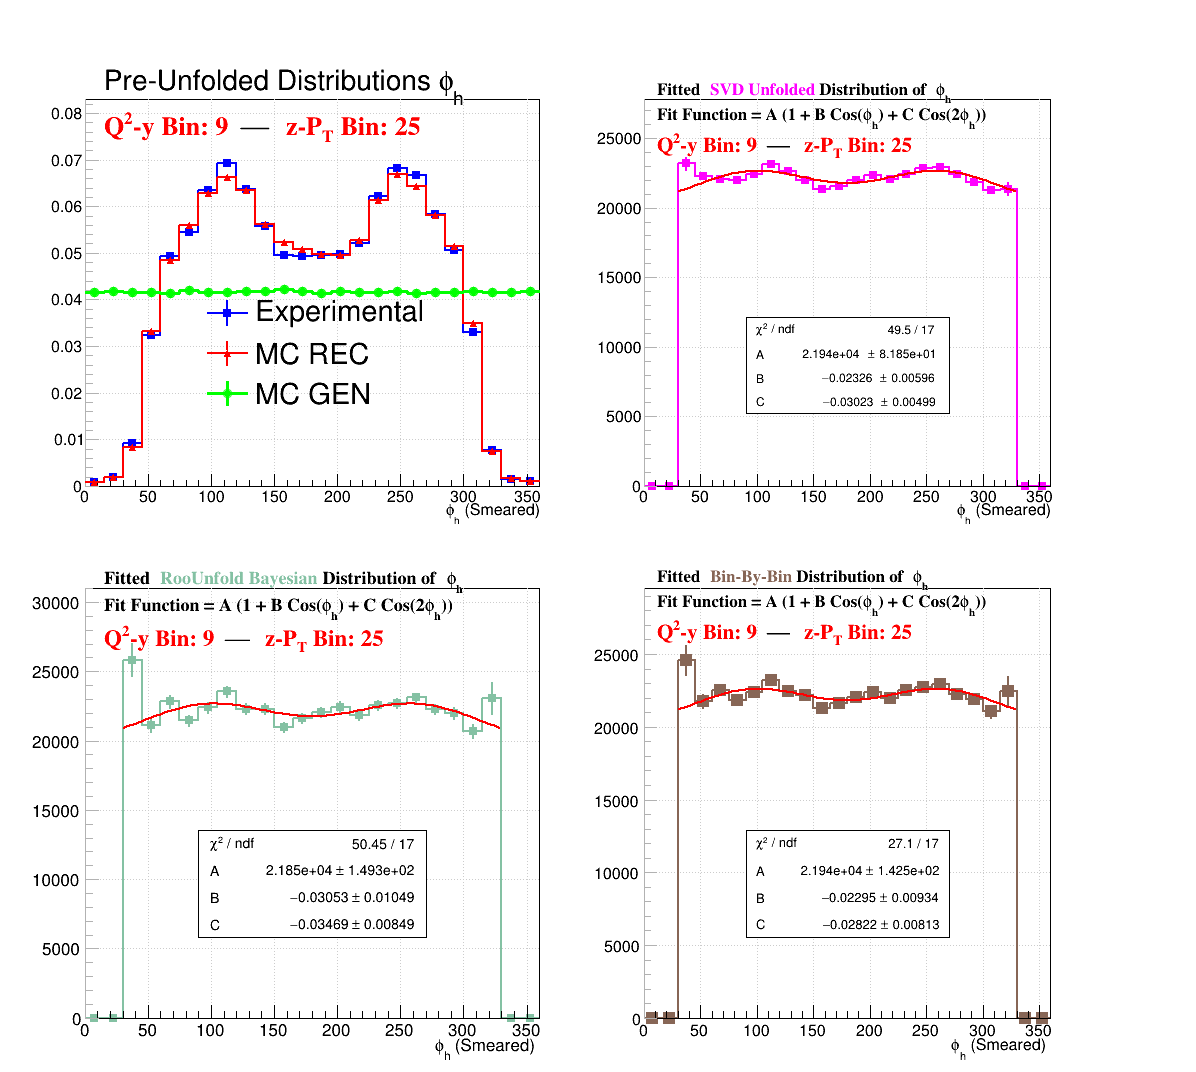 Pre-Unfolded Distributions ϕh
Q²-y Bin: 9 — z-PT Bin: 25
0.08
0.07
0.06
0.05
0.04
0.03
0.02
0.01
0
Experimental
MC REC
MC GEN
0 50 100 150 200 250 300 350
ϕh (Smeared)
Fitted SVD Unfolded Distribution of ϕh
Fit Function = A (1 + B Cos(ϕh) + C Cos(2ϕh))
Q²-y Bin: 9 — z-PT Bin: 25
25000
20000
15000
10000
5000
0
χ² / ndf 49.5 / 17
A 2.194e+04 ± 8.185e+01
B −0.02326 ± 0.00596
C −0.03023 ± 0.00499
0 50 100 150 200 250 300 350
ϕh (Smeared)
Fitted RooUnfold Bayesian Distribution of ϕh
Fit Function = A (1 + B Cos(ϕh) + C Cos(2ϕh))
Q²-y Bin: 9 — z-PT Bin: 25
30000
25000
20000
15000
10000
5000
0
χ² / ndf 50.45 / 17
A 2.185e+04 ± 1.493e+02
B −0.03053 ± 0.01049
C −0.03469 ± 0.00849
0 50 100 150 200 250 300 350
ϕh (Smeared)
Fitted Bin-By-Bin Distribution of ϕh
Fit Function = A (1 + B Cos(ϕh) + C Cos(2ϕh))
Q²-y Bin: 9 — z-PT Bin: 25
25000
20000
15000
10000
5000
0
χ² / ndf 27.1 / 17
A 2.194e+04 ± 1.425e+02
B −0.02295 ± 0.00934
C −0.02822 ± 0.00813
0 50 100 150 200 250 300 350
ϕh (Smeared)